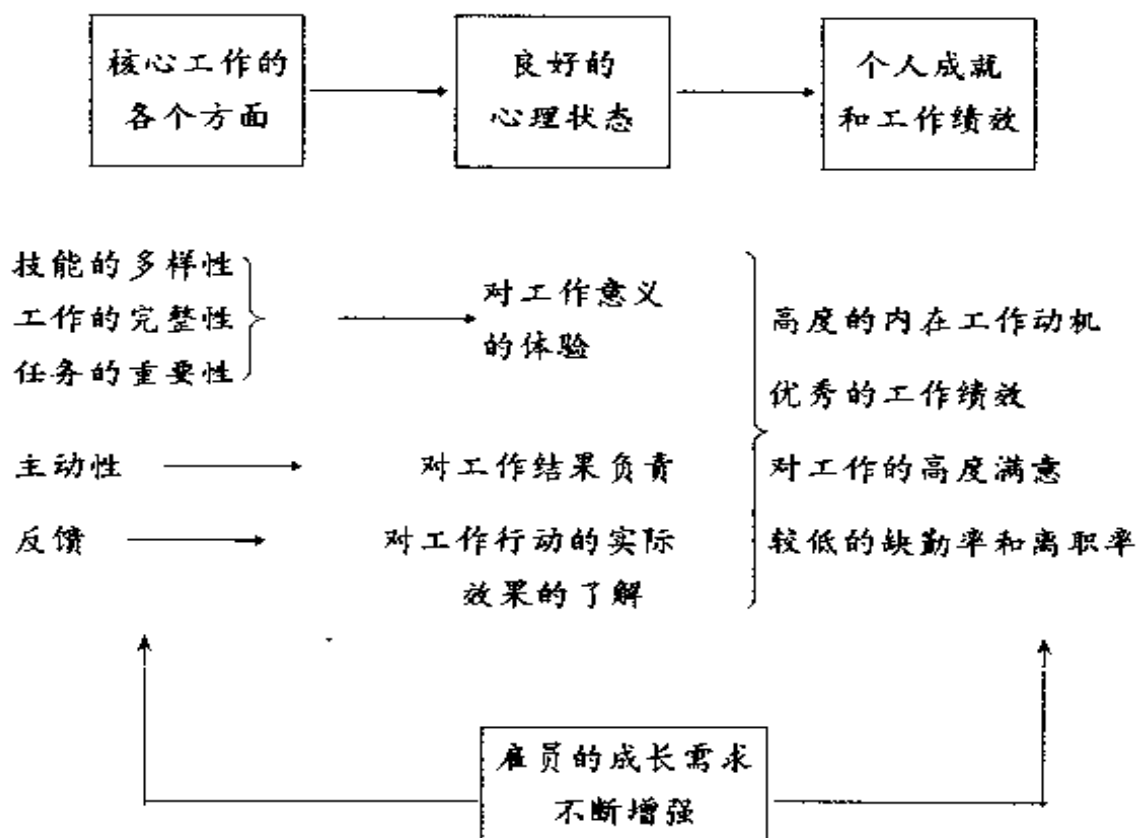 核心工作的
各个方面
良好的
心理状态
个人成就
和工作绩效
技能的多样性
工作的完整性
任务的重要性
对工作意义
的体验
高度的内在工作动机
优秀的工作绩效
主动性
对工作结果负责
对工作的高度满意
反馈
对工作行动的实际
效果的了解
较低的缺勤率和离职率
雇员的成长需求
不断增强